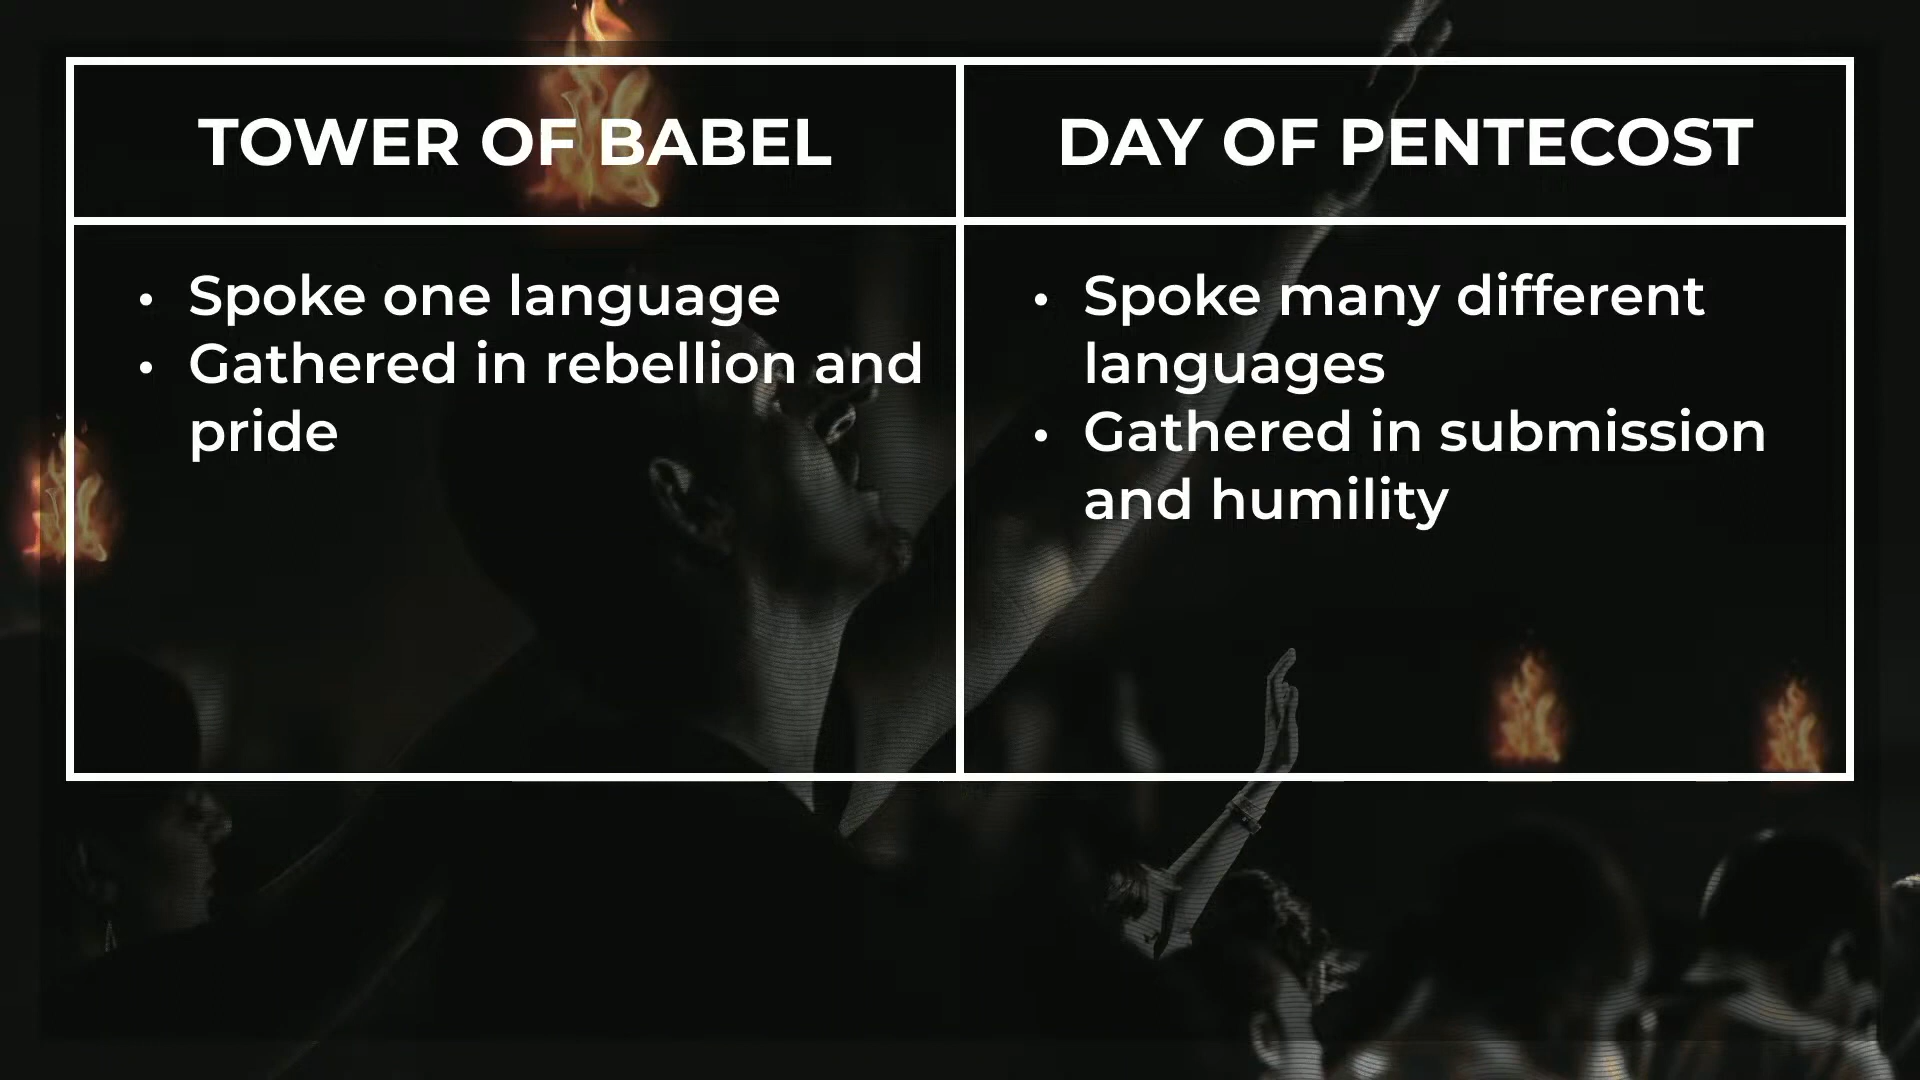 TOWER OF BABEL
• Spoke one language
• Gathered in rebellion and
pride
DAY OF PENTECOST
• Spoke many different
languages
• Gathered in submission
and humility